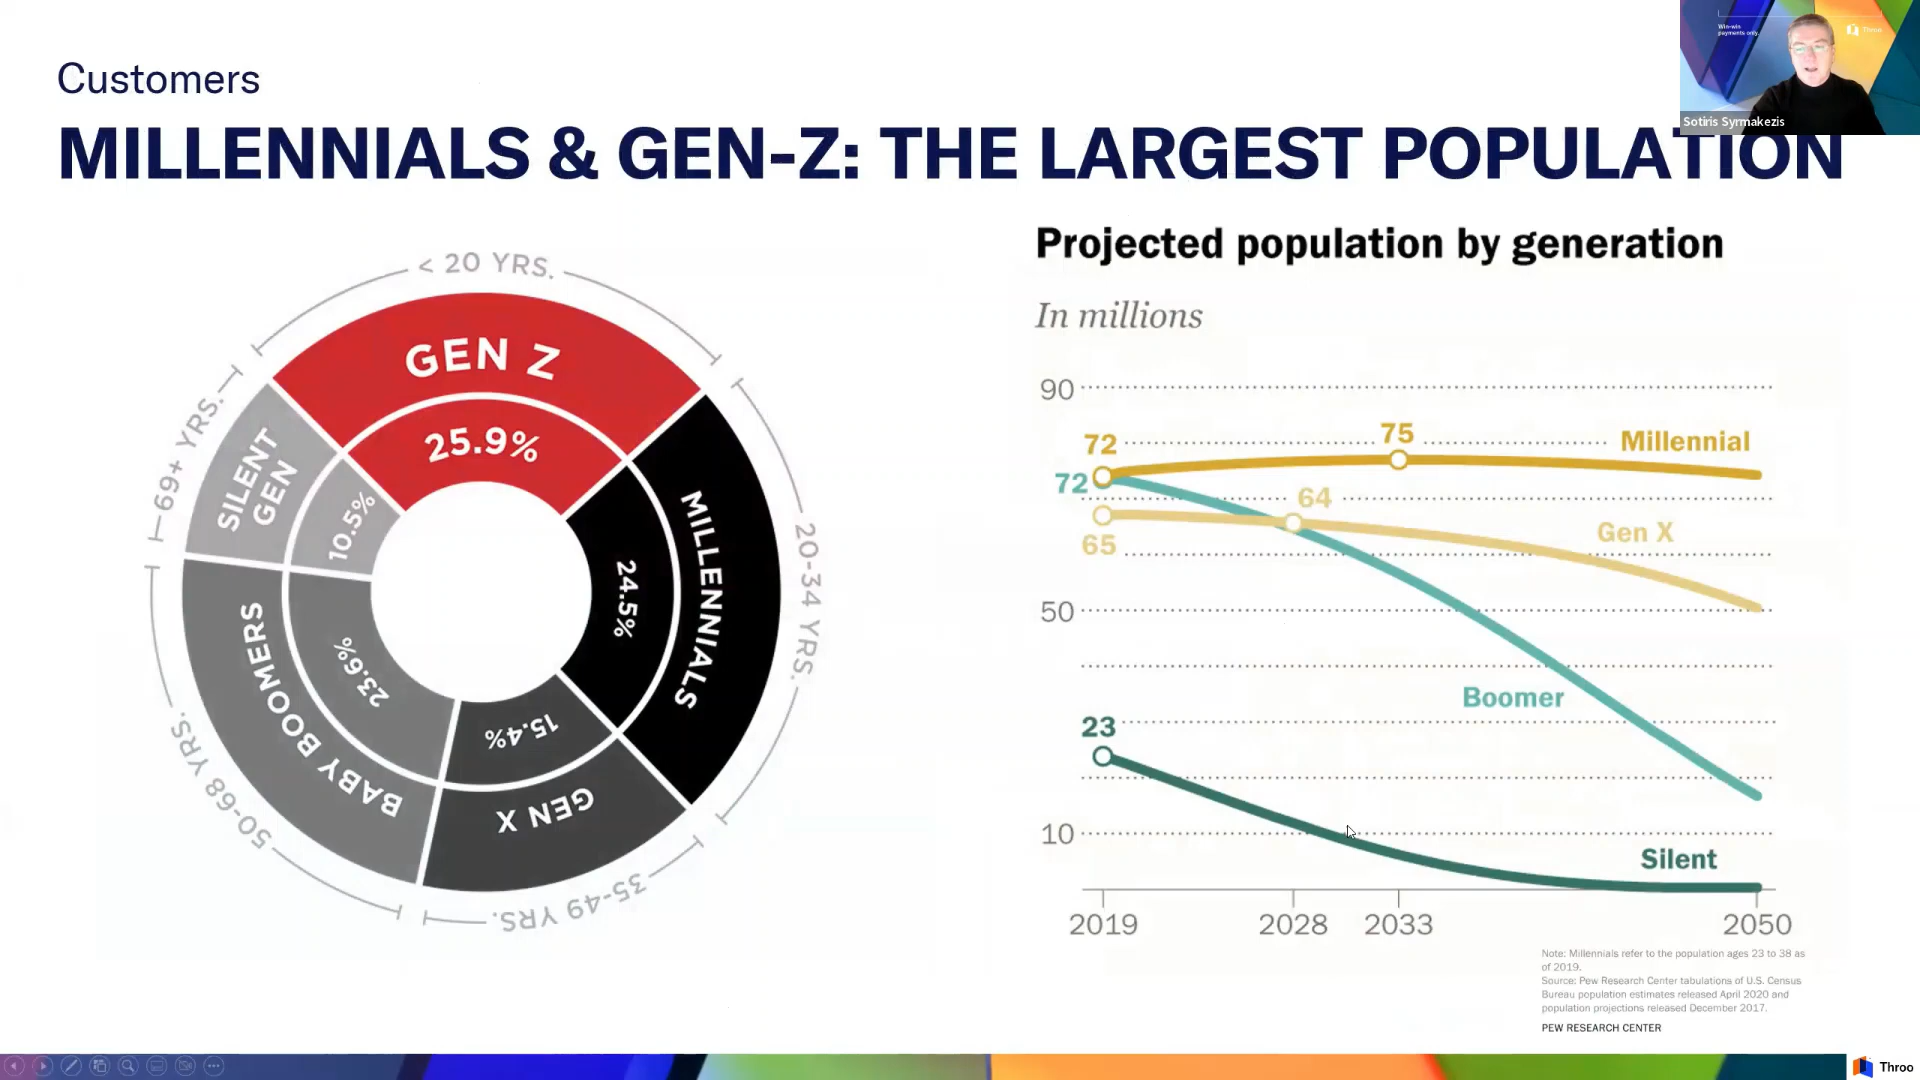 Customers
MILLENNIALS & GEN-Z: THE LARGEST POPULATION
Win-win
payments only.
Throo
Sotiris Syrmakezis
< 20 YRS.
GEN Z
25.9%
20-34 YRS.
MILLENNIALS
24.5%
35-49 YRS.
GEN X
15.4%
50-68 YRS.
BABY BOOMERS
23.6%
69+ YRS.
SILENT
GEN
10.5%
Projected population by generation
In millions
90
72
75
Millennial
72
64
65
Gen X
50
Boomer
23
10
Silent
2019
2028
2033
2050
Note: Millennials refer to the population ages 23 to 38 as
of 2019.
Source: Pew Research Center tabulations of U.S. Census
Bureau population estimates released April 2020 and
population projections released December 2017.
PEW RESEARCH CENTER
Throo